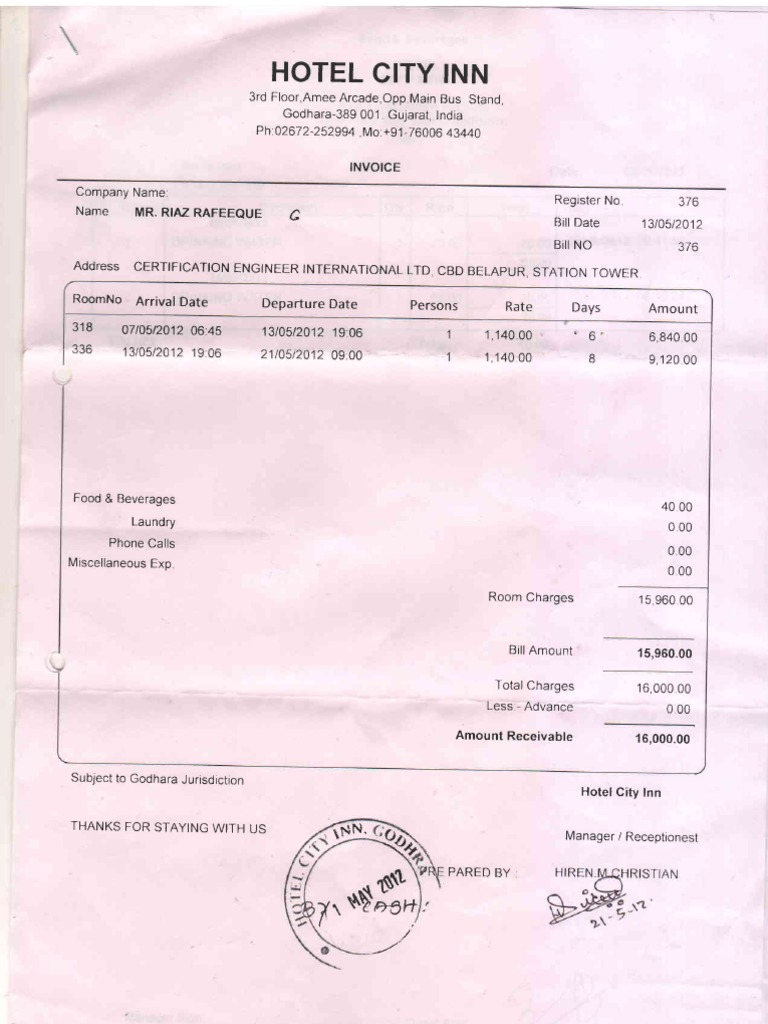 HOTEL CITY INN
3rd Floor,Amee Arcade,Opp.Main Bus Stand,
Godhara-389 001. Gujarat, India
Ph:02672-252994 ,Mo:+91-76006 43440
INVOICE
Company Name:
Register No. 376
Name MR. RIAZ RAFEEQUE G
Bill Date 13/05/2012
Bill NO 376
Address CERTIFICATION ENGINEER INTERNATIONAL LTD, CBD BELAPUR, STATION TOWER
RoomNo Arrival Date Departure Date Persons Rate Days Amount
318 07/05/2012 06:45 13/05/2012 19:06 1 1,140.00 6 6,840.00
336 13/05/2012 19:06 21/05/2012 09:00 1 1,140.00 8 9,120.00
Food & Beverages 40.00
Laundry 0.00
Phone Calls 0.00
Miscellaneous Exp. 0.00
Room Charges 15,960.00
Bill Amount 15,960.00
Total Charges 16,000.00
Less - Advance 0.00
Amount Receivable 16,000.00
Subject to Godhara Jurisdiction
Hotel City Inn
THANKS FOR STAYING WITH US
Manager / Receptionest
PRE PARED BY : HIREN.M.CHRISTIAN
HOTEL CITY INN, GODHRA
21 MAY 2012
BY CASH:
21-5-12.